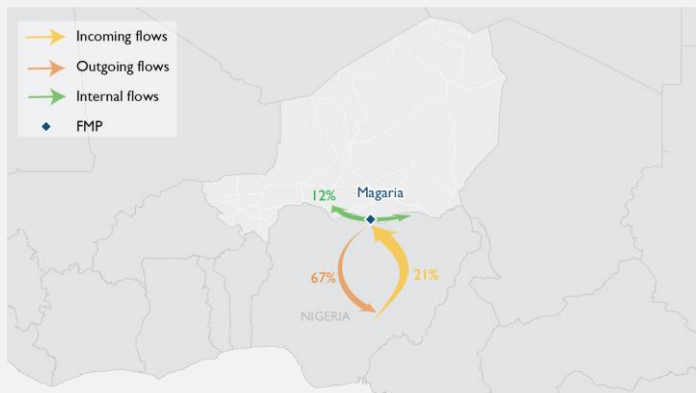 Incoming flows
Outgoing flows
Internal flows
FMP
12%
Magaria
67%
21%
NIGERIA